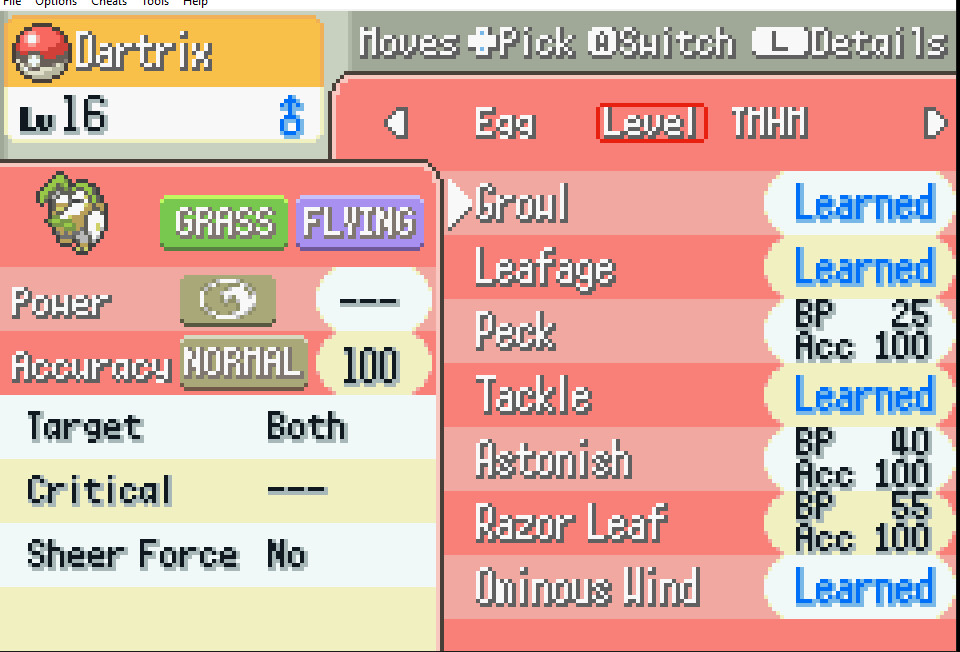 File Options Cheats Tools Help
Dartrix
Moves Pick A Switch L Details
Lv16 ♂
Egg Level TMHM
GRASS FLYING
Power ---
Accuracy NORMAL 100
Target Both
Critical ---
Sheer Force No
Growl Learned
Leafage Learned
Peck BP 25
Acc 100
Tackle Learned
Astonish BP 40
Acc 100
Razor Leaf BP 55
Acc 100
Ominous Wind Learned